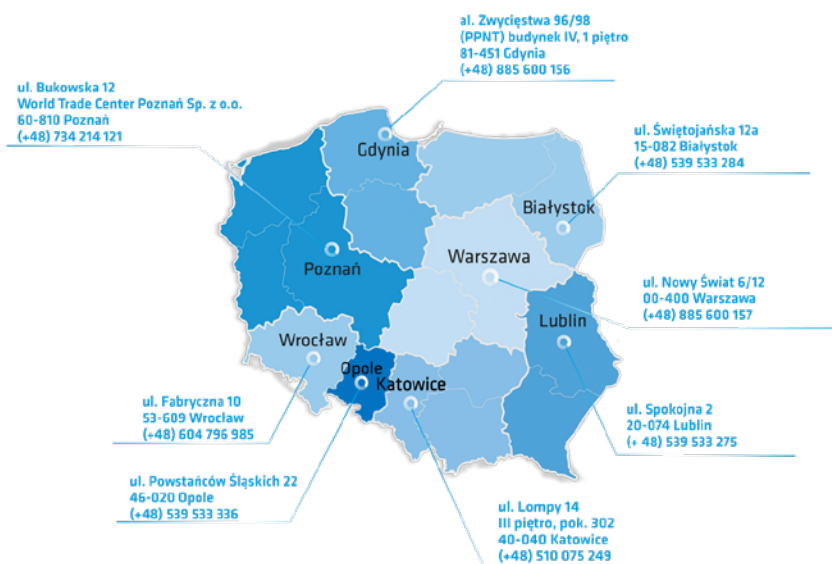 al. Zwycięstwa 96/98
(PPNT) budynek IV, 1 piętro
81-451 Gdynia
(+48) 885 600 156
ul. Bukowska 12
World Trade Center Poznań Sp. z o.o.
60-810 Poznań
(+48) 734 214 121
ul. Świętojańska 12a
15-082 Białystok
(+48) 539 533 284
Gdynia
Białystok
Warszawa
Poznań
ul. Nowy Świat 6/12
00-400 Warszawa
(+48) 885 600 157
Lublin
Wrocław
Opole
Katowice
ul. Fabryczna 10
53-609 Wrocław
(+48) 604 796 985
ul. Spokojna 2
20-074 Lublin
(+ 48) 539 533 275
ul. Powstańców Śląskich 22
46-020 Opole
(+48) 539 533 336
ul. Lompy 14
III piętro, pok. 302
40-040 Katowice
(+48) 510 075 249